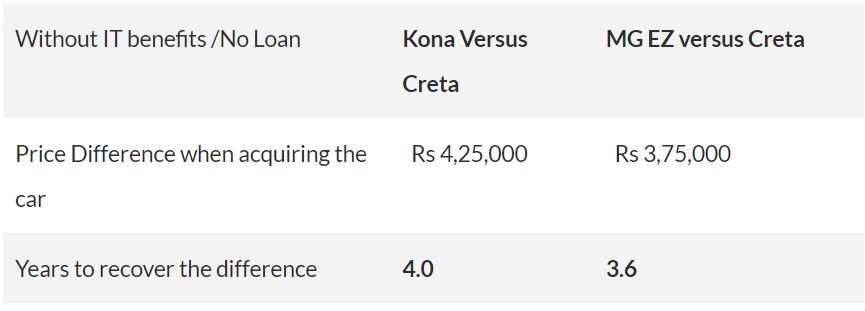 Without IT benefits /No Loan Kona Versus MG EZ versus Creta
Creta
Price Difference when acquiring the Rs 4,25,000 Rs 3,75,000
car
Years to recover the difference 4.0 3.6